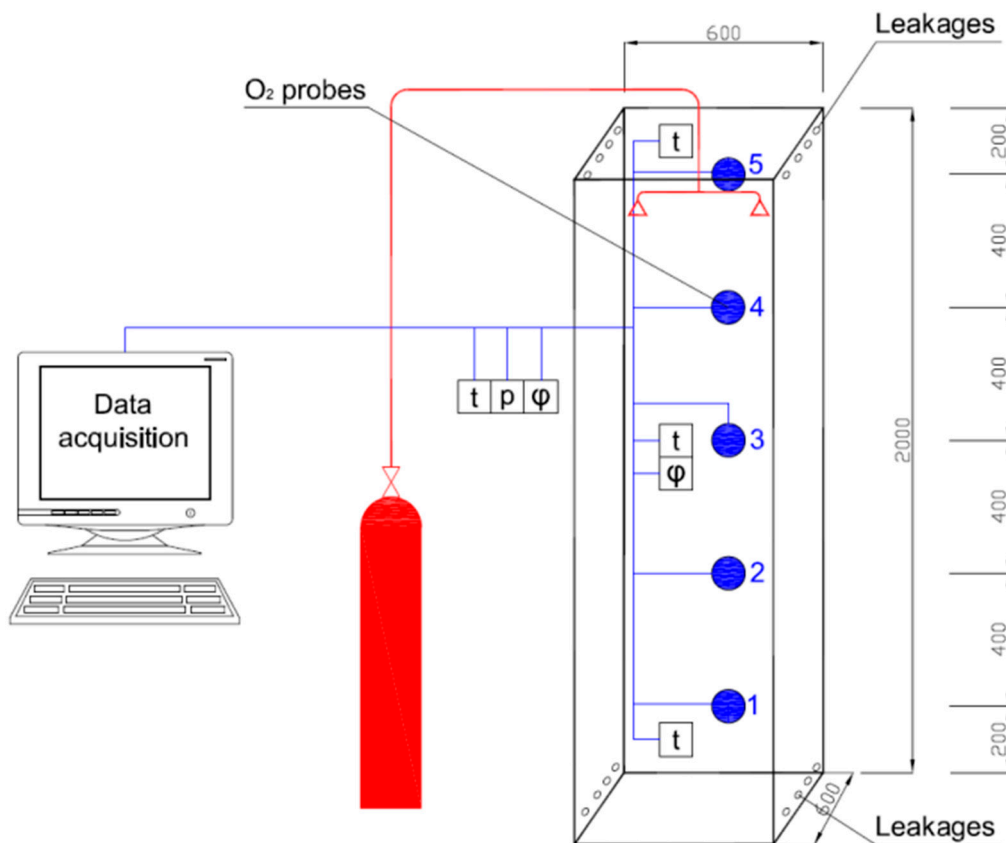 600
Leakages
O₂ probes
200
t
5
400
4
t p φ
Data
acquisition
400
3
t
φ
2000
400
2
400
1
t
200
600
Leakages